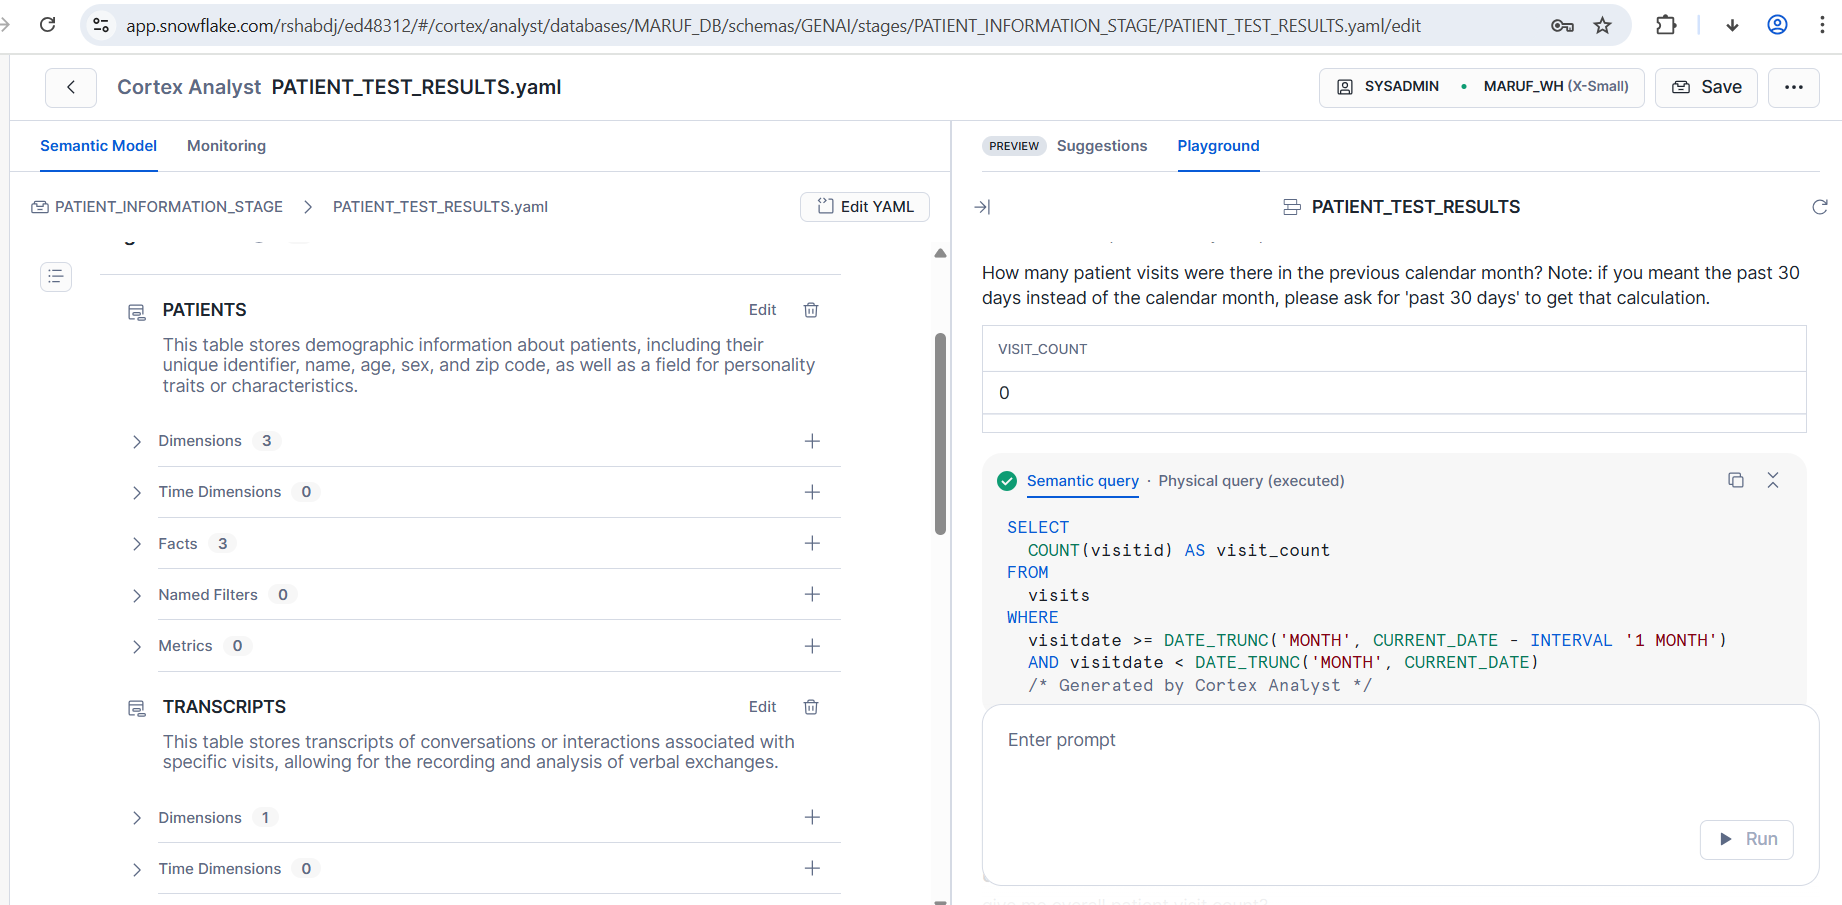 app.snowflake.com/rshabdj/ed48312/#/cortex/analyst/databases/MARUF_DB/schemas/GENAI/stages/PATIENT_INFORMATION_STAGE/PATIENT_TEST_RESULTS.yaml/edit
Cortex Analyst PATIENT_TEST_RESULTS.yaml
SYSADMIN • MARUF_WH (X-Small)
Save
Semantic Model Monitoring
PREVIEW Suggestions Playground
PATIENT_INFORMATION_STAGE > PATIENT_TEST_RESULTS.yaml
Edit YAML
PATIENT_TEST_RESULTS
PATIENTS
Edit
This table stores demographic information about patients, including their
unique identifier, name, age, sex, and zip code, as well as a field for personality
traits or characteristics.
Dimensions 3
Time Dimensions 0
Facts 3
Named Filters 0
Metrics 0
TRANSCRIPTS
Edit
This table stores transcripts of conversations or interactions associated with
specific visits, allowing for the recording and analysis of verbal exchanges.
Dimensions 1
Time Dimensions 0
How many patient visits were there in the previous calendar month? Note: if you meant the past 30
days instead of the calendar month, please ask for 'past 30 days' to get that calculation.
VISIT_COUNT
0
Semantic query · Physical query (executed)
SELECT
COUNT(visitid) AS visit_count
FROM
visits
WHERE
visitdate >= DATE_TRUNC('MONTH', CURRENT_DATE - INTERVAL '1 MONTH')
AND visitdate < DATE_TRUNC('MONTH', CURRENT_DATE)
/* Generated by Cortex Analyst */
Enter prompt
Run
give me overall patient visit count?